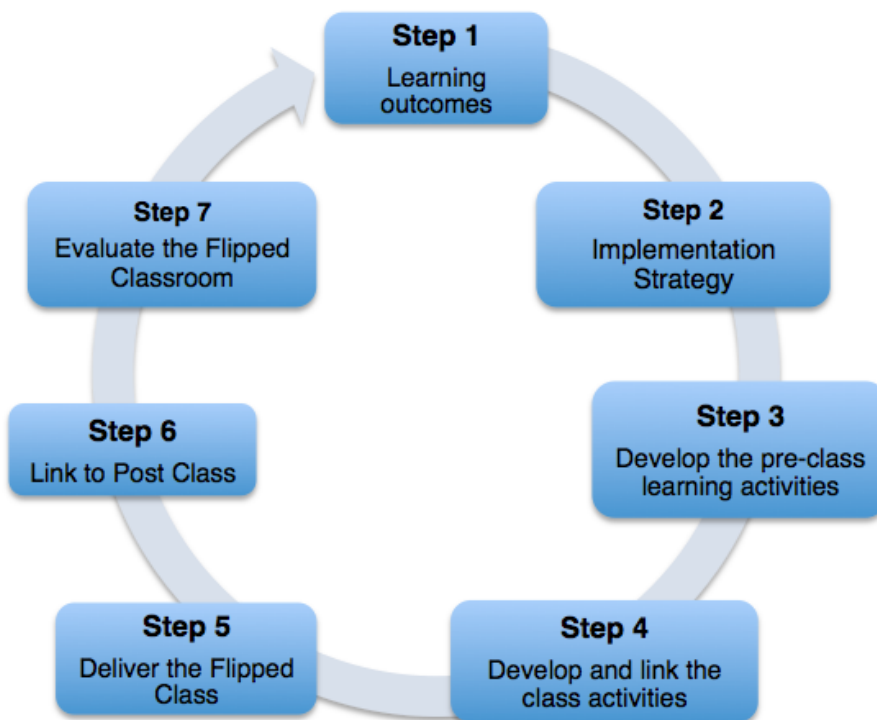 Step 1
Learning
outcomes
Step 2
Implementation
Strategy
Step 3
Develop the pre-class
learning activities
Step 4
Develop and link the
class activities
Step 5
Deliver the Flipped
Class
Step 6
Link to Post Class
Step 7
Evaluate the Flipped
Classroom